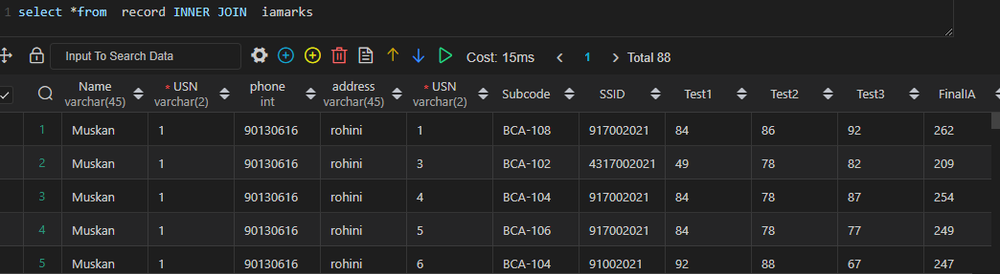 1 select *from record INNER JOIN iamarks
Input To Search Data Cost: 15ms 1 Total 88
Name * USN phone address * USN Subcode SSID Test1 Test2 Test3 FinalIA
varchar(45) varchar(2) int varchar(45) varchar(2)
1 Muskan 1 90130616 rohini 1 BCA-108 917002021 84 86 92 262
2 Muskan 1 90130616 rohini 3 BCA-102 4317002021 49 78 82 209
3 Muskan 1 90130616 rohini 4 BCA-104 917002021 84 78 87 254
4 Muskan 1 90130616 rohini 5 BCA-106 917002021 84 78 77 249
5 Muskan 1 90130616 rohini 6 BCA-104 91002021 92 88 67 247